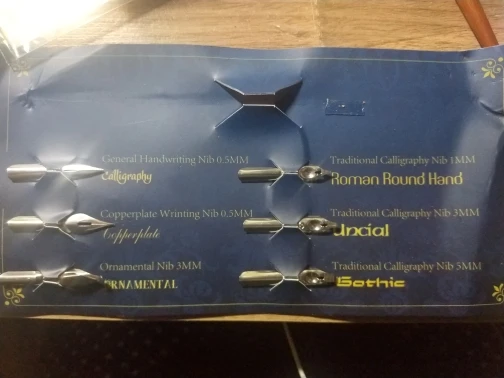 General Handwriting Nib 0.5MM
Calligraphy
Copperplate Wrinting Nib 0.5MM
Copperplate
Ornamental Nib 3MM
ORNAMENTAL
Traditional Calligraphy Nib 1MM
Roman Round Hand
Traditional Calligraphy Nib 3MM
Uncial
Traditional Calligraphy Nib 5MM
Gothic